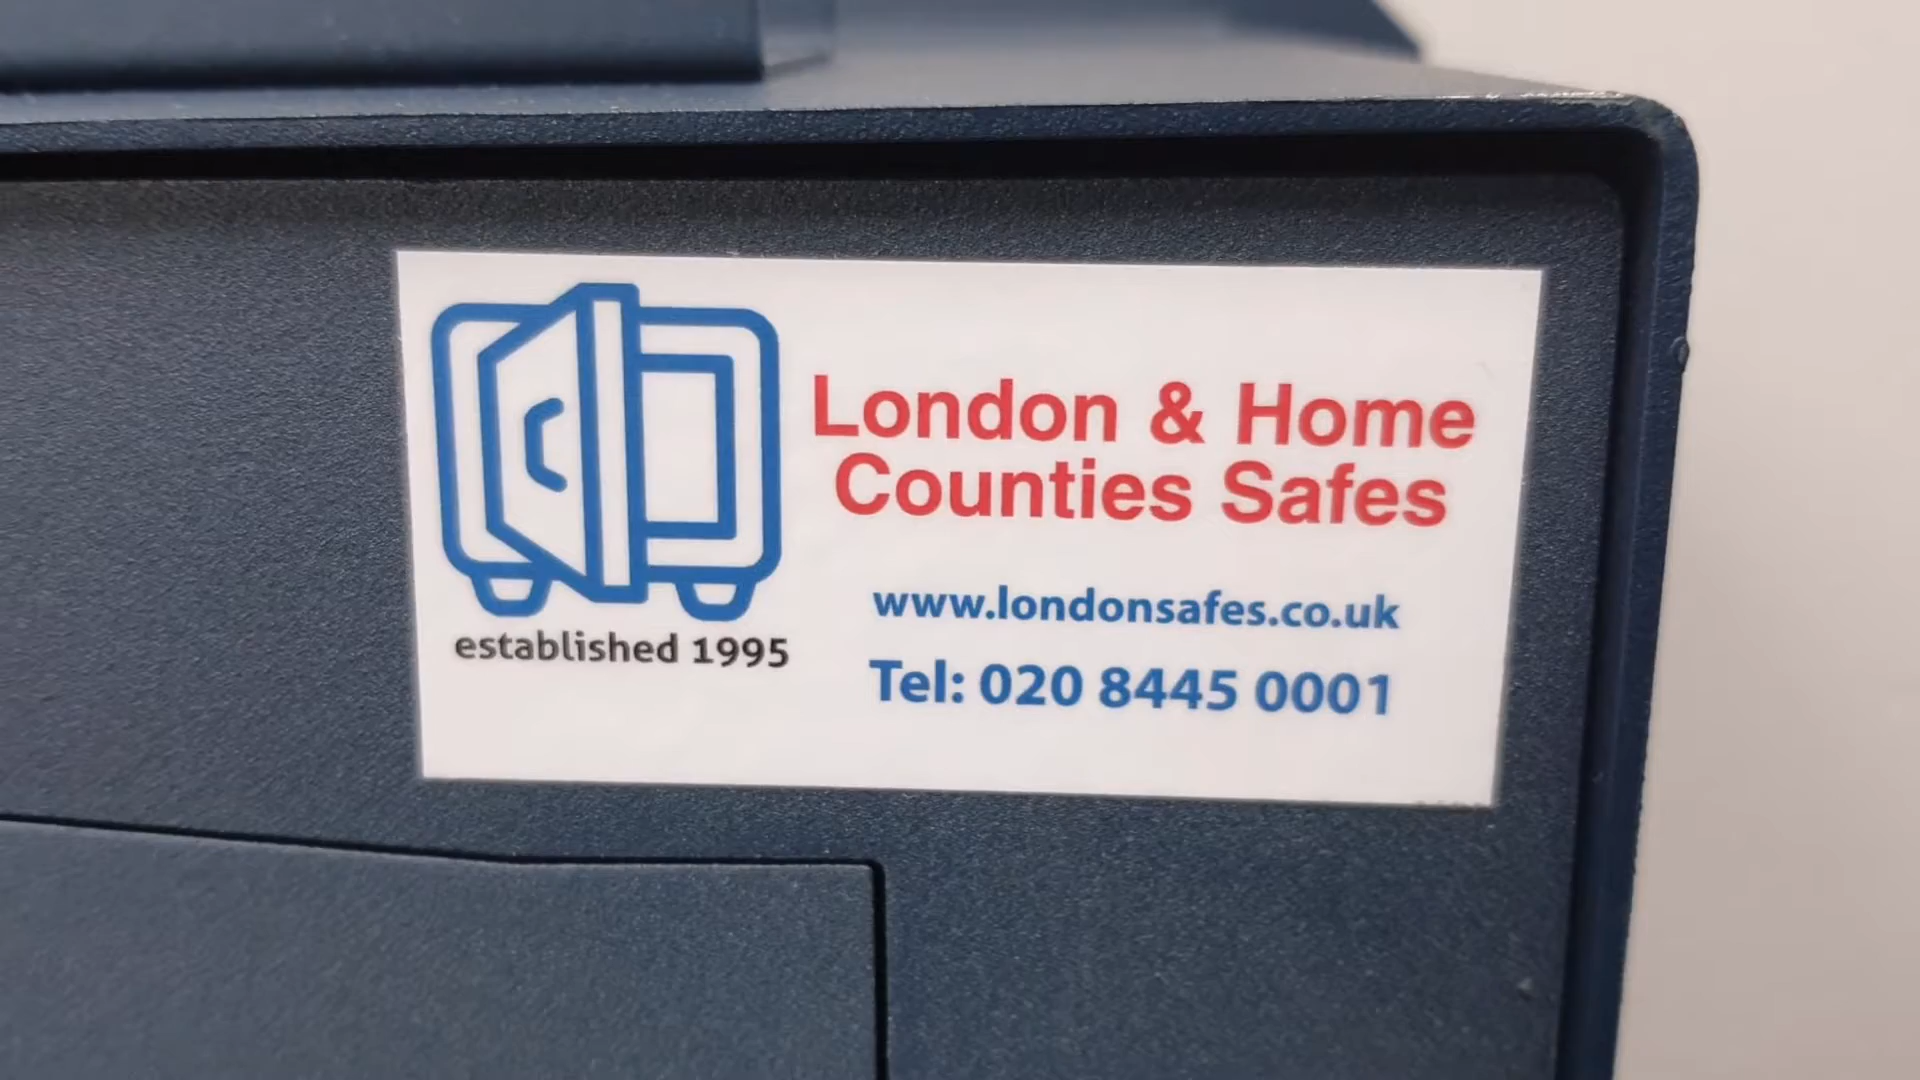 London & Home
Counties Safes
www.londonsafes.co.uk
Tel: 020 8445 0001
established 1995